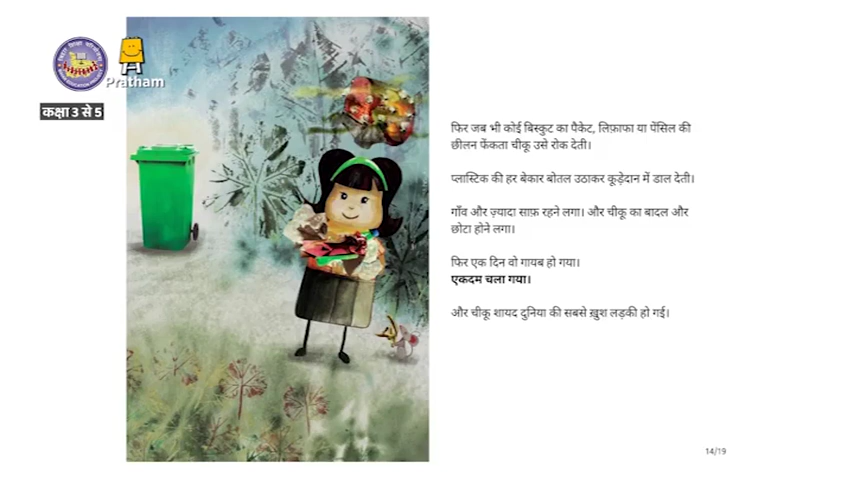 Pratham
कक्षा 3 से 5
फिर जब भी कोई बिस्कुट का पैकेट, लिफ़ाफा या पेंसिल की
छीलन फेंकता चीकू उसे रोक देती।
प्लास्टिक की हर बेकार बोतल उठाकर कूड़ेदान में डाल देती।
गाँव और ज़्यादा साफ़ रहने लगा। और चीकू का बादल और
छोटा होने लगा।
फिर एक दिन वो गायब हो गया।
एकदम चला गया।
और चीकू शायद दुनिया की सबसे ख़ुश लड़की हो गई।
14/19